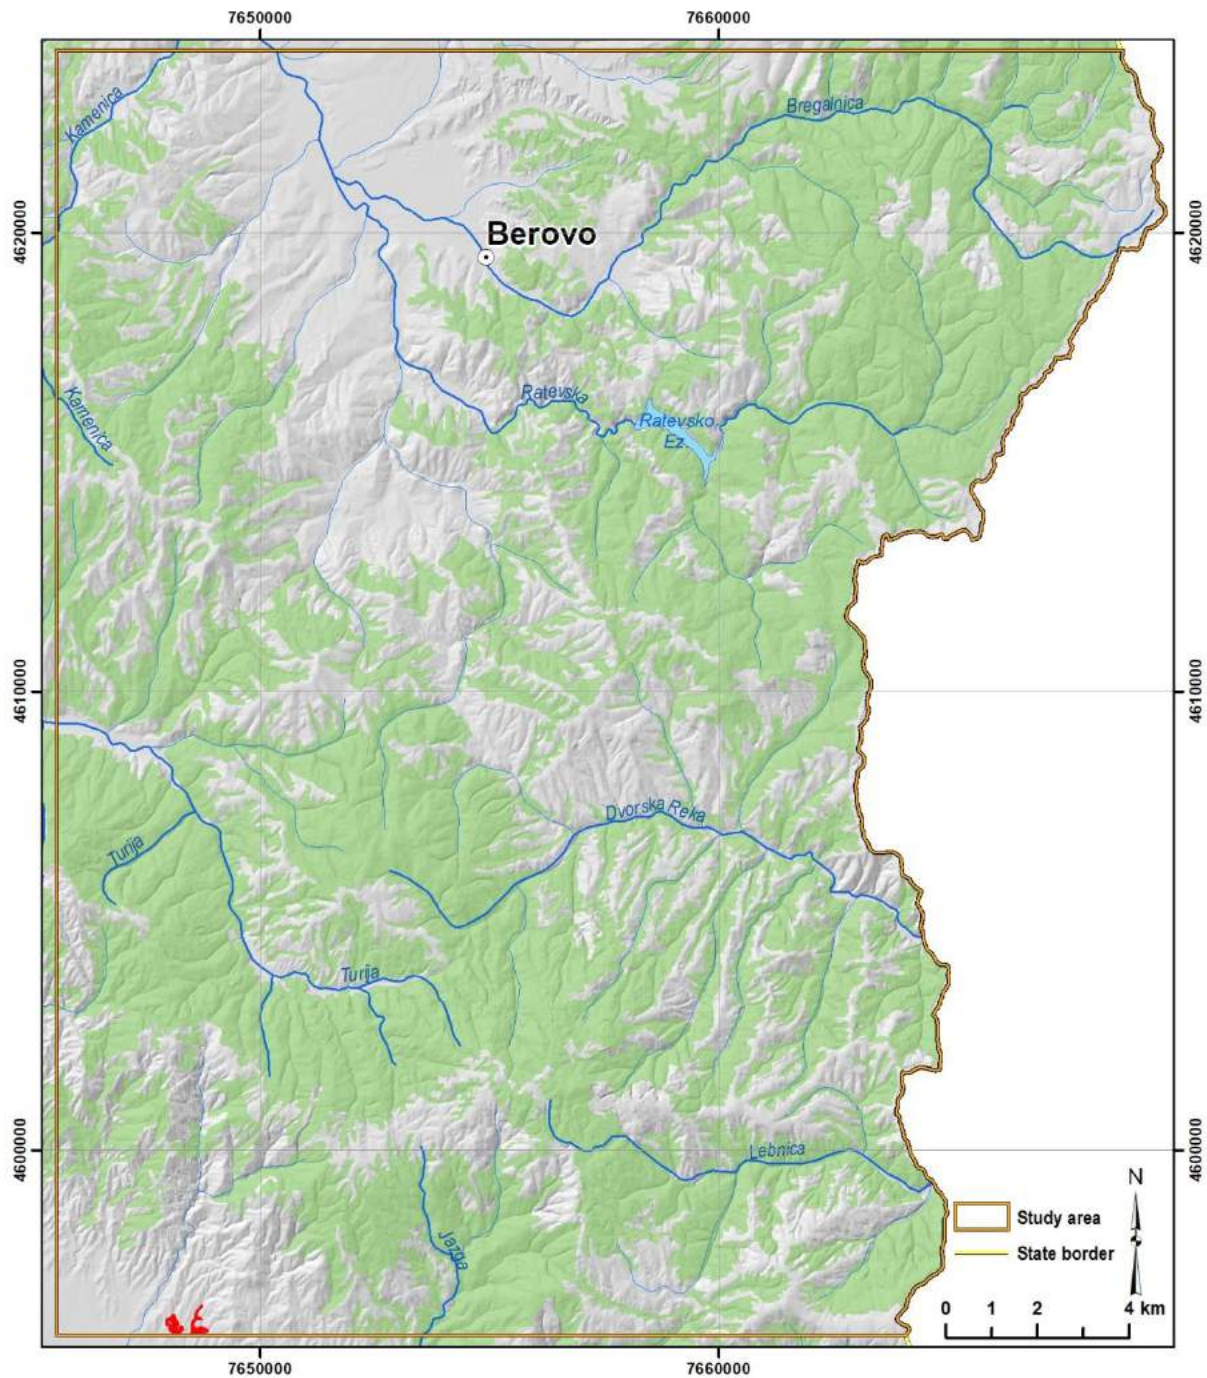 7650000
7660000
Kamenica
Bregalnica
4620000
4620000
Berovo
Kamenica
Ratevska
Ratevsko
Ez.
4610000
4610000
Dvorska Reka
Turija
Turija
4600000
4600000
Lebnica
Jazga
N
Study area
State border
0 1 2 4 km
7650000
7660000